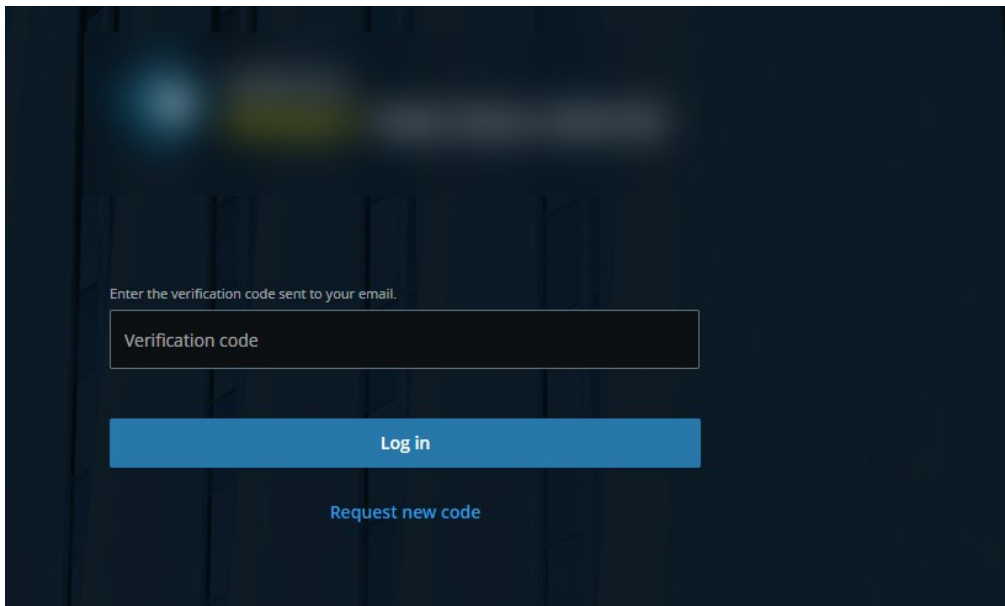 Enter the verification code sent to your email.
Verification code
Log in
Request new code